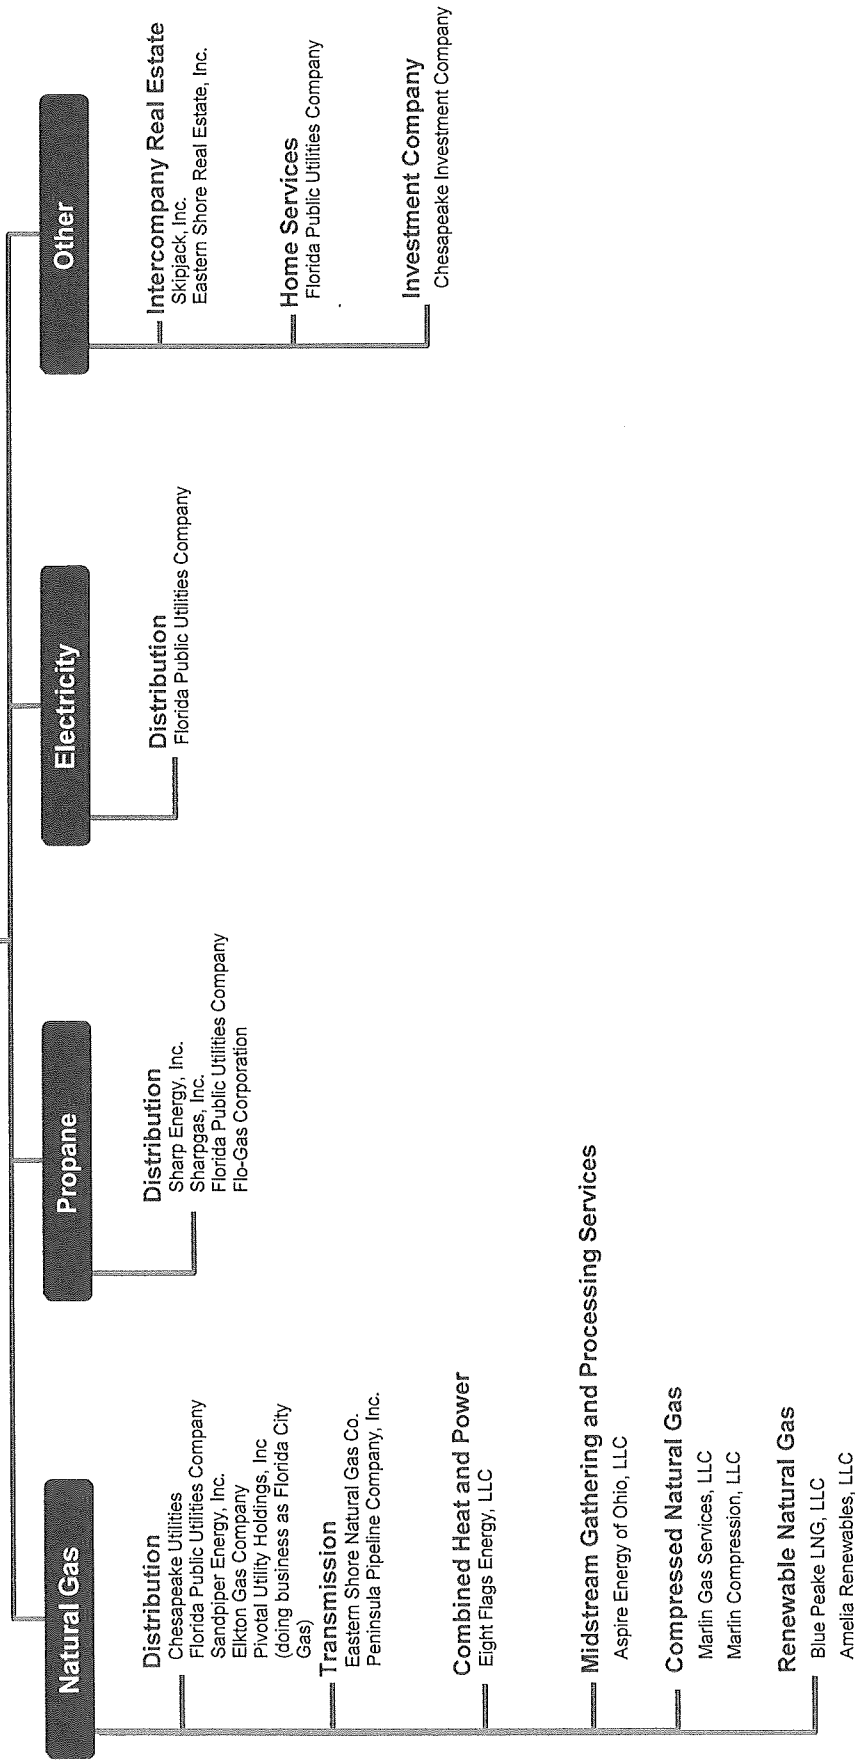 Natural Gas
Distribution
Chesapeake Utilities
Florida Public Utilities Company
Sandpiper Energy, Inc.
Elkton Gas Company
Pivotal Utility Holdings, Inc
(doing business as Florida City
Gas)
Transmission
Eastern Shore Natural Gas Co.
Peninsula Pipeline Company, Inc.
Combined Heat and Power
Eight Flags Energy, LLC
Midstream Gathering and Processing Services
Aspire Energy of Ohio, LLC
Compressed Natural Gas
Marlin Gas Services, LLC
Marlin Compression, LLC
Renewable Natural Gas
Blue Peake LNG, LLC
Amelia Renewables, LLC
Propane
Distribution
Sharp Energy, Inc.
Sharpgas, Inc.
Florida Public Utilities Company
Flo-Gas Corporation
Electricity
Distribution
Florida Public Utilities Company
Other
Intercompany Real Estate
Skipjack, Inc.
Eastern Shore Real Estate, Inc.
Home Services
Florida Public Utilities Company
Investment Company
Chesapeake Investment Company